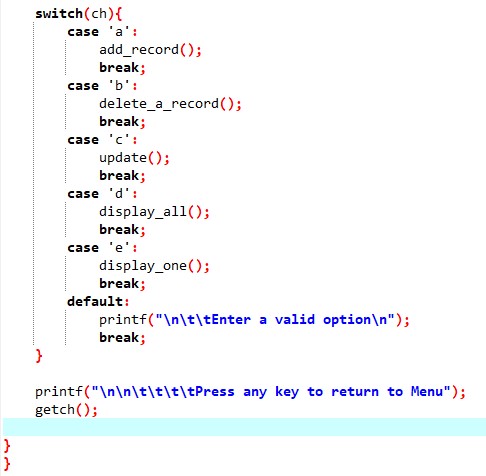 switch(ch){
case 'a':
add_record();
break;
case 'b':
delete_a_record();
break;
case 'c':
update();
break;
case 'd':
display_all();
break;
case 'e':
display_one();
break;
default:
printf("\n\t\tEnter a valid option\n");
break;
}
printf("\n\n\t\t\t\tPress any key to return to Menu");
getch();
}
}